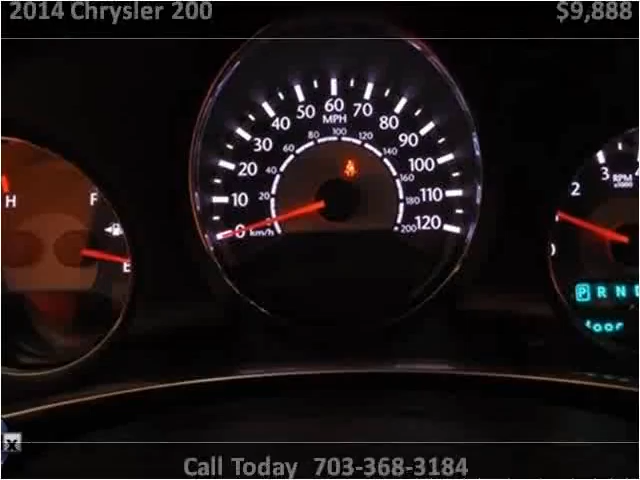 2014 Chrysler 200 $9,888
60
50 70
MPH
40 80
80 100 120
30 90
60 140
20 100
40 160
10 110
20 180
0 120
km/h 200
H F
E
2 3
RPM
x1000
P R N
Call Today 703-368-3184